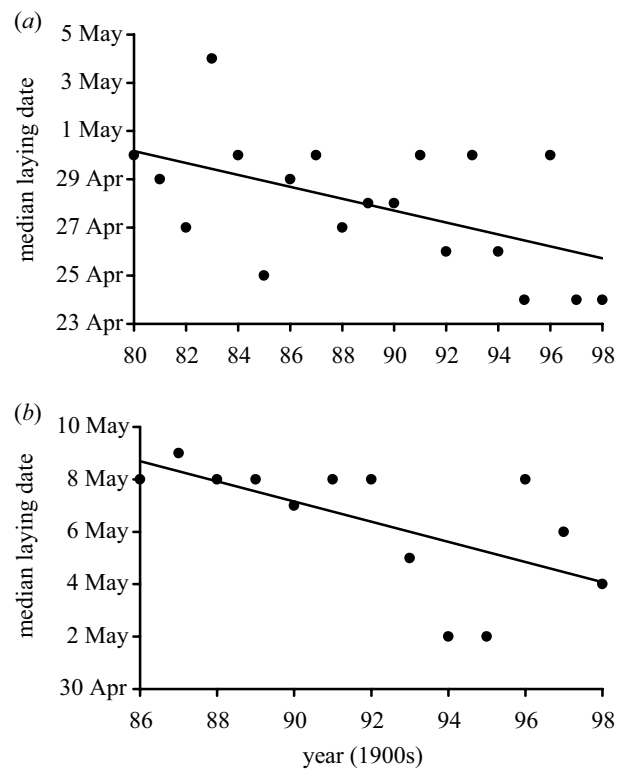 (a)
5 May
3 May
1 May
29 Apr
27 Apr
25 Apr
23 Apr
median laying date
80 82 84 86 88 90 92 94 96 98
(b)
10 May
8 May
6 May
4 May
2 May
30 Apr
median laying date
86 88 90 92 94 96 98
year (1900s)